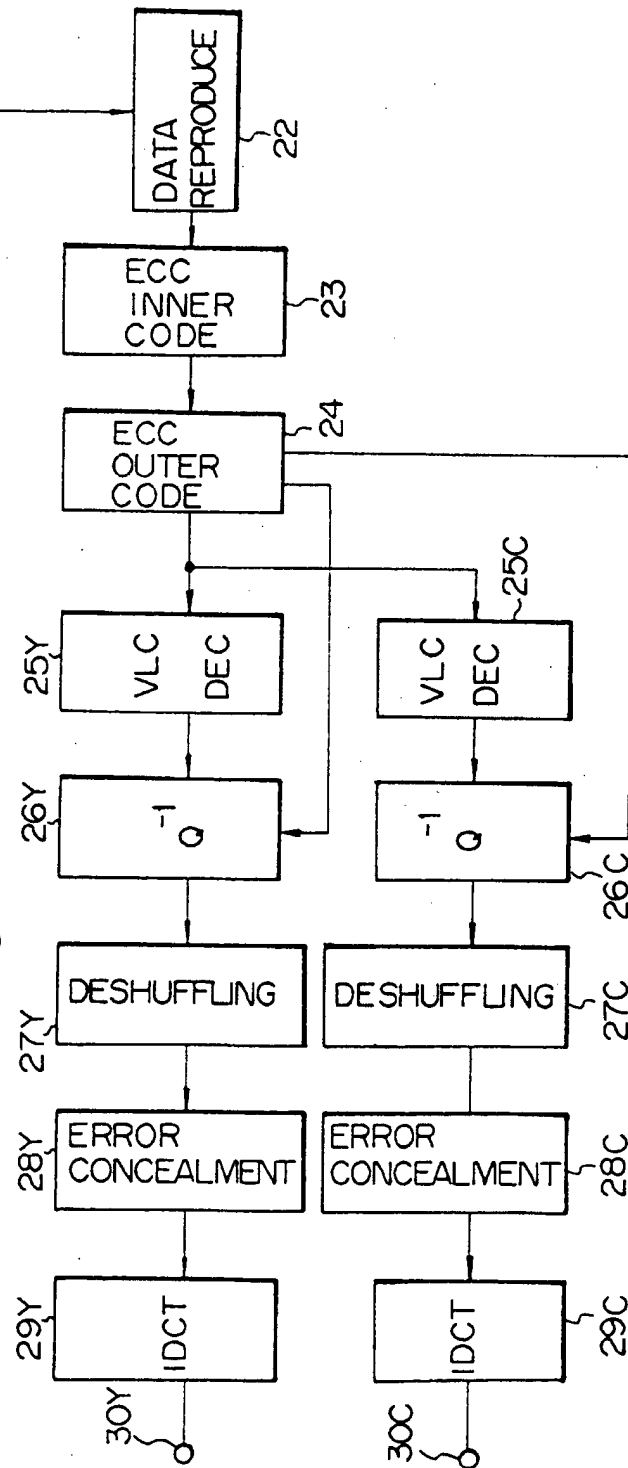 DATA
REPRODUCE
22
ECC
INNER
CODE
23
ECC
OUTER
CODE
24
25Y
VLC
DEC
25C
VLC
DEC
26Y
Q⁻¹
26C
Q⁻¹
27Y
DESHUFFLING
27C
DESHUFFLING
28Y
ERROR
CONCEALMENT
28C
ERROR
CONCEALMENT
29Y
IDCT
29C
IDCT
30Y
30C